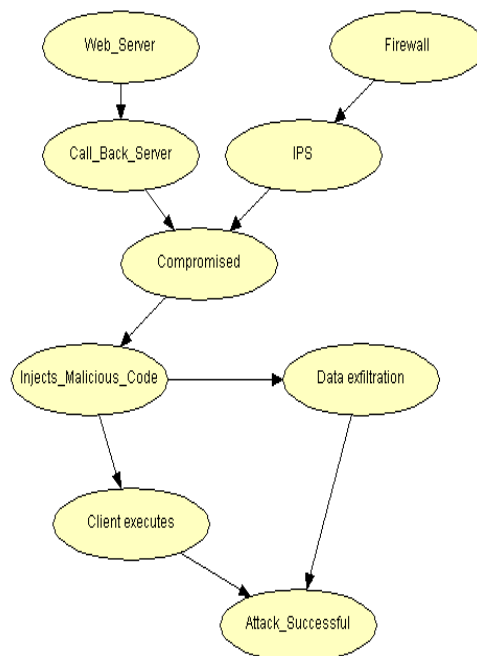 Web_Server
Firewall
Call_Back_Server
IPS
Compromised
Injects_Malicious_Code
Data exfiltration
Client executes
Attack_Successful